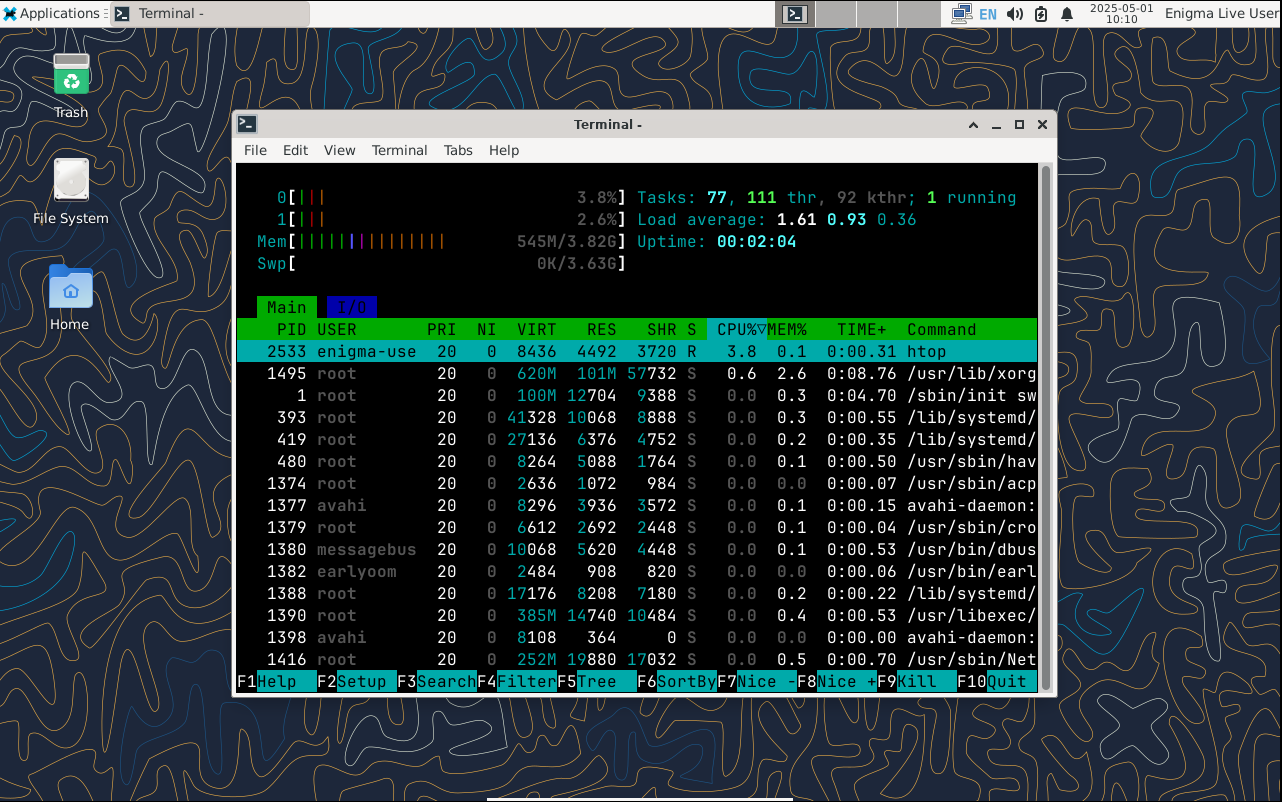 Applications
Terminal -
EN
2025-05-01
10:10
Enigma Live User
Trash
File System
Home
Terminal -
File Edit View Terminal Tabs Help
0[||| 3.8%] Tasks: 77, 111 thr, 92 kthr; 1 running
1[||| 2.6%] Load average: 1.61 0.93 0.36
Mem[||||||||||||||| 545M/3.82G] Uptime: 00:02:04
Swp[ 0K/3.63G]
Main I/O
PID USER PRI NI VIRT RES SHR S CPU%▽MEM% TIME+ Command
2533 enigma-use 20 0 8436 4492 3720 R 3.8 0.1 0:00.31 htop
1495 root 20 0 620M 101M 57732 S 0.6 2.6 0:08.76 /usr/lib/xorg
1 root 20 0 100M 12704 9388 S 0.0 0.3 0:04.70 /sbin/init sw
393 root 20 0 41328 10068 8888 S 0.0 0.3 0:00.55 /lib/systemd/
419 root 20 0 27136 6376 4752 S 0.0 0.2 0:00.35 /lib/systemd/
480 root 20 0 8264 5088 1764 S 0.0 0.1 0:00.50 /usr/sbin/hav
1374 root 20 0 2636 1072 984 S 0.0 0.0 0:00.07 /usr/sbin/acp
1377 avahi 20 0 8296 3936 3572 S 0.0 0.1 0:00.15 avahi-daemon:
1379 root 20 0 6612 2692 2448 S 0.0 0.1 0:00.04 /usr/sbin/cro
1380 messagebus 20 0 10068 5620 4448 S 0.0 0.1 0:00.53 /usr/bin/dbus
1382 earlyoom 20 0 2484 908 820 S 0.0 0.0 0:00.06 /usr/bin/earl
1388 root 20 0 17176 8208 7180 S 0.0 0.2 0:00.22 /lib/systemd/
1390 root 20 0 385M 14740 10484 S 0.0 0.4 0:00.53 /usr/libexec/
1398 avahi 20 0 8108 364 0 S 0.0 0.0 0:00.00 avahi-daemon:
1416 root 20 0 252M 19880 17032 S 0.0 0.5 0:00.70 /usr/sbin/Net
F1Help F2Setup F3SearchF4FilterF5Tree F6SortByF7Nice -F8Nice +F9Kill F10Quit